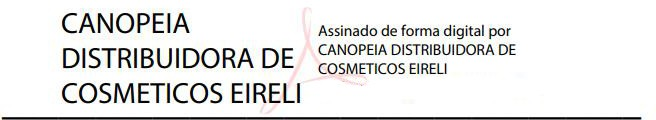 CANOPEIA
DISTRIBUIDORA DE
COSMETICOS EIRELI
Assinado de forma digital por
CANOPEIA DISTRIBUIDORA DE
COSMETICOS EIRELI